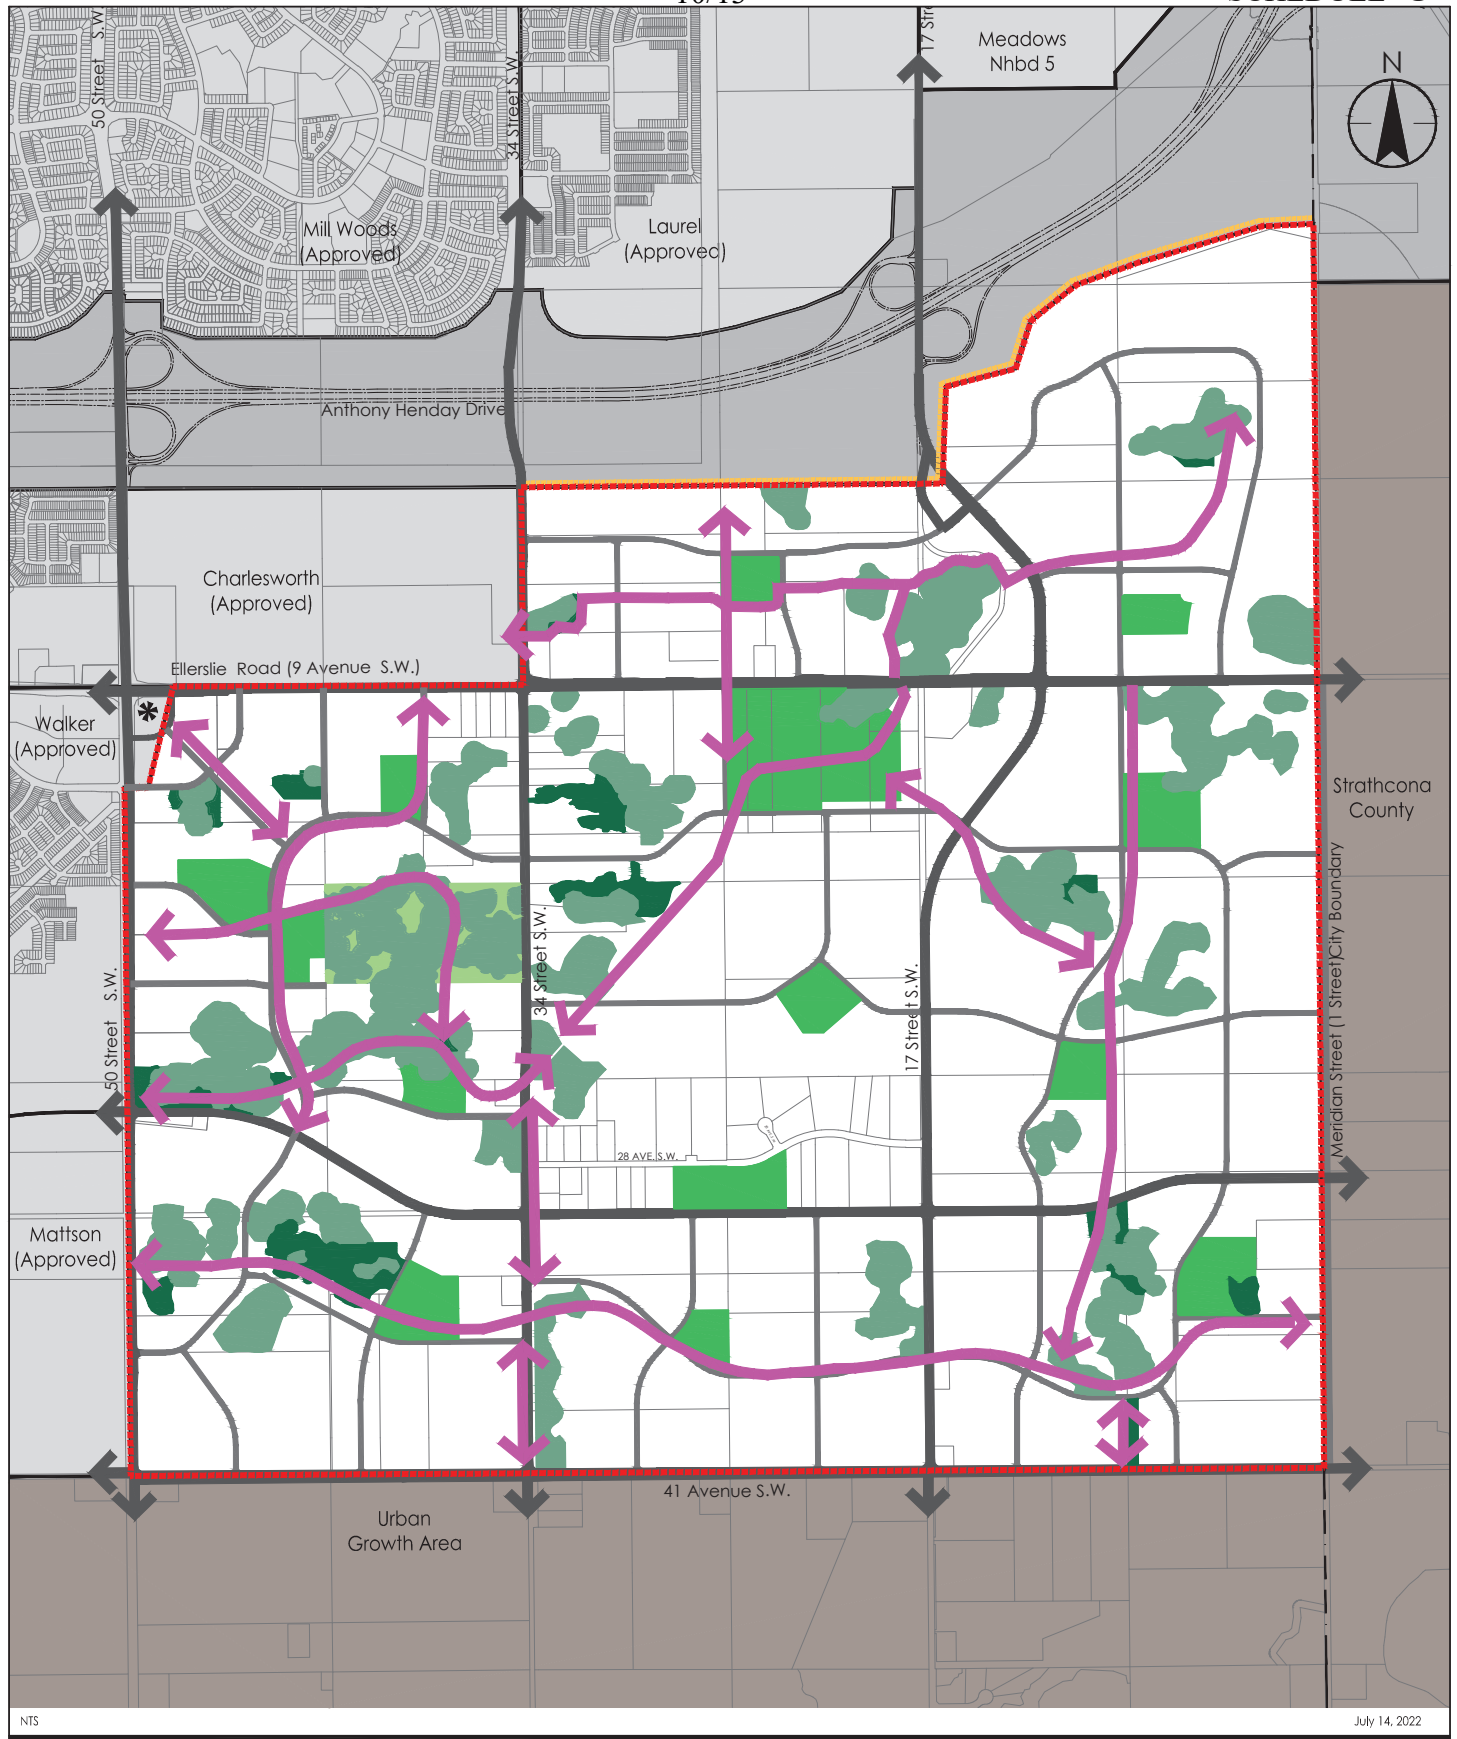 50 Street S.W.
34 Street S.W.
Meadows
Nhbd 5
N
Mill Woods
(Approved)
Laurel
(Approved)
Anthony Henday Drive
Charlesworth
(Approved)
Ellerslie Road (9 Avenue S.W.)
Walker
(Approved)
*
Strathcona
County
34 Street S.W.
17 Street S.W.
50 Street S.W.
Meridian Street (1 Street)City Boundary
28 AVE. S.W.
Mattson
(Approved)
41 Avenue S.W.
Urban
Growth Area
NTS
July 14, 2022